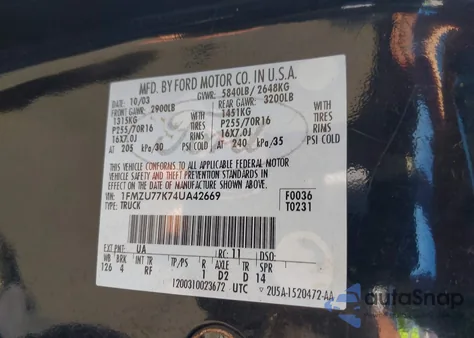 MFD. BY FORD MOTOR CO. IN U.S.A.
DATE: 10/03 GVWR: 5840LB/ 2648KG
FRONT GAWR: 2900LB REAR GAWR: 3200LB
1315KG WITH 1451KG WITH
P255/70R16 TIRES P255/70R16 TIRES
16X7.0J RIMS 16X7.0J RIMS
AT 205 kPa/30 PSI COLD AT 240 kPa/35 PSI COLD
THIS VEHICLE CONFORMS TO ALL APPLICABLE FEDERAL MOTOR
VEHICLE SAFETY STANDARDS IN EFFECT ON THE DATE OF
MANUFACTURE SHOWN ABOVE.
VIN: 1FMZU77K74UA42669 F0036
TYPE: TRUCK T0231
EXT PNT: UA RC: 11 DSO:
WB BRK INT TR TP/PS R AXLE TR SPR
126 4 RF 1 D2 D 14
Ford
1200310023672 UTC 2U5A-1520472-AA
autoSnap